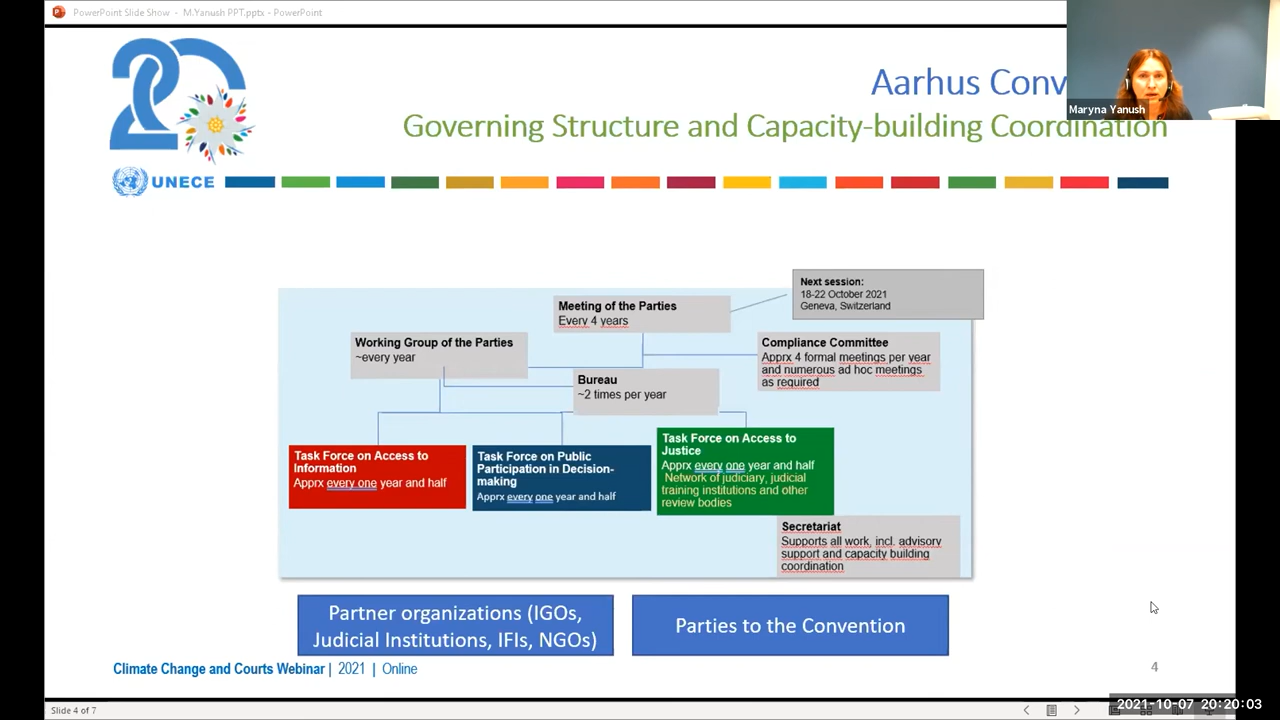 PowerPoint Slide Show - M.Yanush PPT.pptx - PowerPoint
Maryna Yanush
20
Aarhus Conv
Governing Structure and Capacity-building Coordination
UNECE
Next session:
18-22 October 2021
Geneva, Switzerland
Meeting of the Parties
Every 4 years
Working Group of the Parties
~every year
Compliance Committee
Apprx 4 formal meetings per year
and numerous ad hoc meetings
as required
Bureau
~2 times per year
Task Force on Access to
Information
Apprx every one year and half
Task Force on Public
Participation in Decision-
making
Apprx every one year and half
Task Force on Access to
Justice
Apprx every one year and half
Network of judiciary, judicial
training institutions and other
review bodies
Secretariat
Supports all work, incl. advisory
support and capacity building
coordination
Partner organizations (IGOs,
Judicial Institutions, IFIs, NGOs)
Parties to the Convention
Climate Change and Courts Webinar | 2021 | Online
4
Slide 4 of 7
2021-10-07 20:20:03